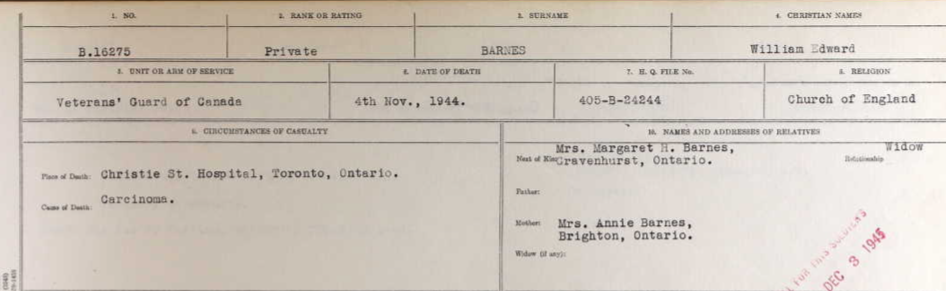 1. NO.
2. RANK OR RATING
3. SURNAME
4. CHRISTIAN NAMES
B.16275
Private
BARNES
William Edward
5. UNIT OR ARM OF SERVICE
6. DATE OF DEATH
7. H. Q. FILE No.
8. RELIGION
Veterans' Guard of Canada
4th Nov., 1944.
405-B-24244
Church of England
9. CIRCUMSTANCES OF CASUALTY
Place of Death: Christie St. Hospital, Toronto, Ontario.
Cause of Death: Carcinoma.
10. NAMES AND ADDRESSES OF RELATIVES
Mrs. Margaret H. Barnes,
Widow
Next of Kin: Gravenhurst, Ontario.
Relationship
Father:
Mother: Mrs. Annie Barnes,
Brighton, Ontario.
Widow (if any):
FOR THIS SOLDIERS
DEC 3 1945